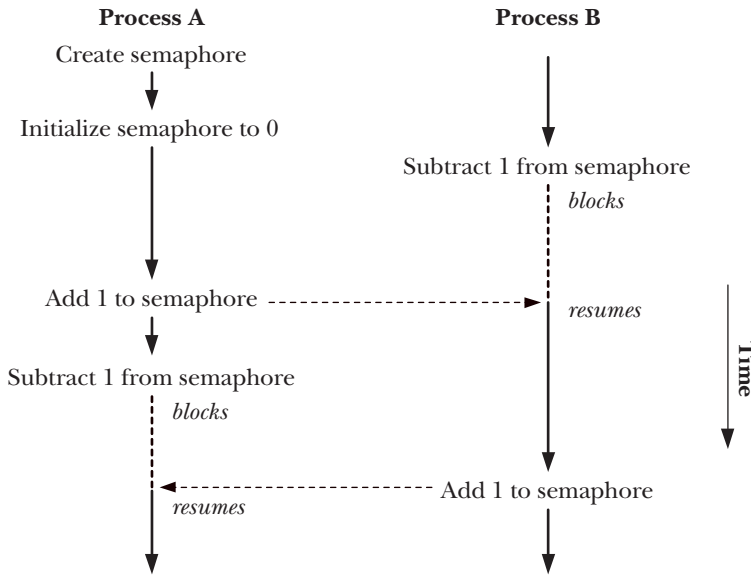 Process A
Process B
Create semaphore
Initialize semaphore to 0
Subtract 1 from semaphore
blocks
Add 1 to semaphore
resumes
Time
Subtract 1 from semaphore
blocks
Add 1 to semaphore
resumes